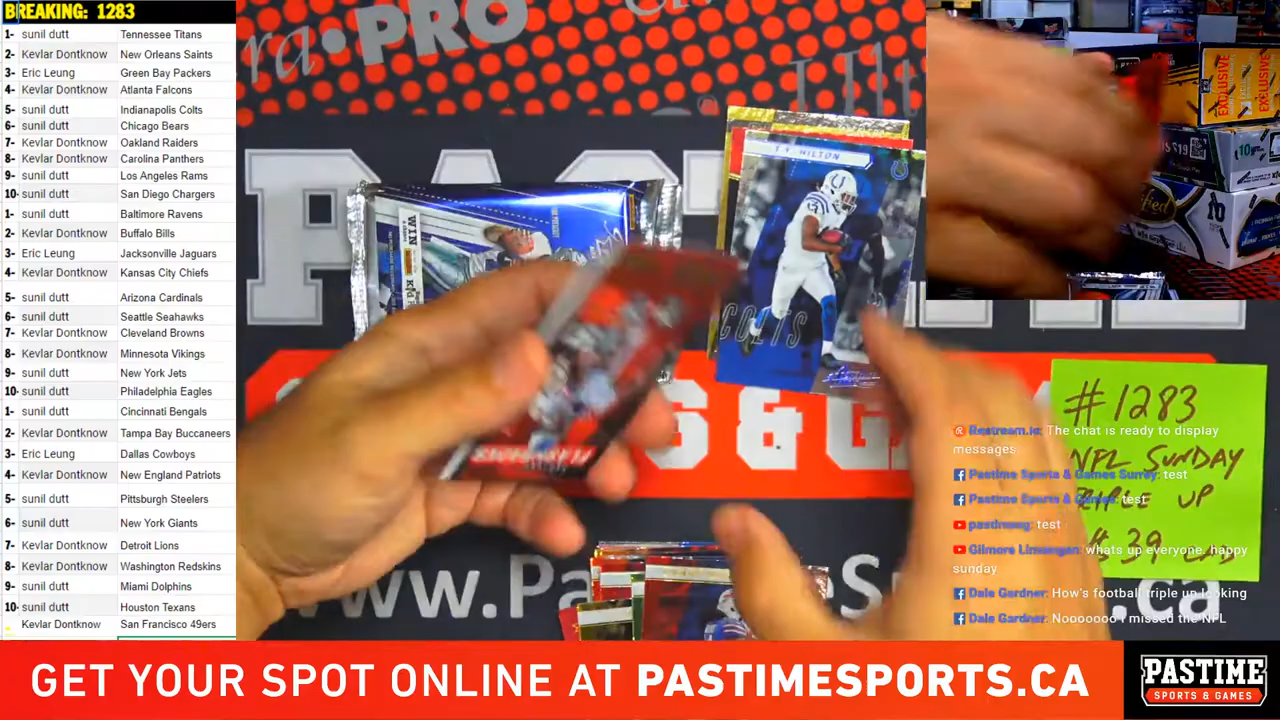 BREAKING: 1283
1- sunil dutt Tennessee Titans
2- Kevlar Dontknow New Orleans Saints
3- Eric Leung Green Bay Packers
4- Kevlar Dontknow Atlanta Falcons
5- sunil dutt Indianapolis Colts
6- sunil dutt Chicago Bears
7- Kevlar Dontknow Oakland Raiders
8- Kevlar Dontknow Carolina Panthers
9- sunil dutt Los Angeles Rams
10- sunil dutt San Diego Chargers
1- sunil dutt Baltimore Ravens
2- Kevlar Dontknow Buffalo Bills
3- Eric Leung Jacksonville Jaguars
4- Kevlar Dontknow Kansas City Chiefs
5- sunil dutt Arizona Cardinals
6- sunil dutt Seattle Seahawks
7- Kevlar Dontknow Cleveland Browns
8- Kevlar Dontknow Minnesota Vikings
9- sunil dutt New York Jets
10- sunil dutt Philadelphia Eagles
1- sunil dutt Cincinnati Bengals
2- Kevlar Dontknow Tampa Bay Buccaneers
3- Eric Leung Dallas Cowboys
4- Kevlar Dontknow New England Patriots
5- sunil dutt Pittsburgh Steelers
6- sunil dutt New York Giants
7- Kevlar Dontknow Detroit Lions
8- Kevlar Dontknow Washington Redskins
9- sunil dutt Miami Dolphins
10- sunil dutt Houston Texans
Kevlar Dontknow San Francisco 49ers
PRO
T.Y. HILTON
COLTS
WIN
EXCLUSIVE
EXCLUSIVE
S & G
www.Pa
.ca
#1283
NFL SUNDAY
UP
39
Restream.io: The chat is ready to display
messages
Pastime Sports & Games Surrey: test
Pastime Sports & Games: test
pasdrewg: test
Gilmore Limsengan: whats up everyone, happy
sunday
Dale Gardner: How's football triple up looking
Dale Gardner: Nooooooo I missed the NFL
GET YOUR SPOT ONLINE AT PASTIMESPORTS.CA
PASTIME
SPORTS & GAMES